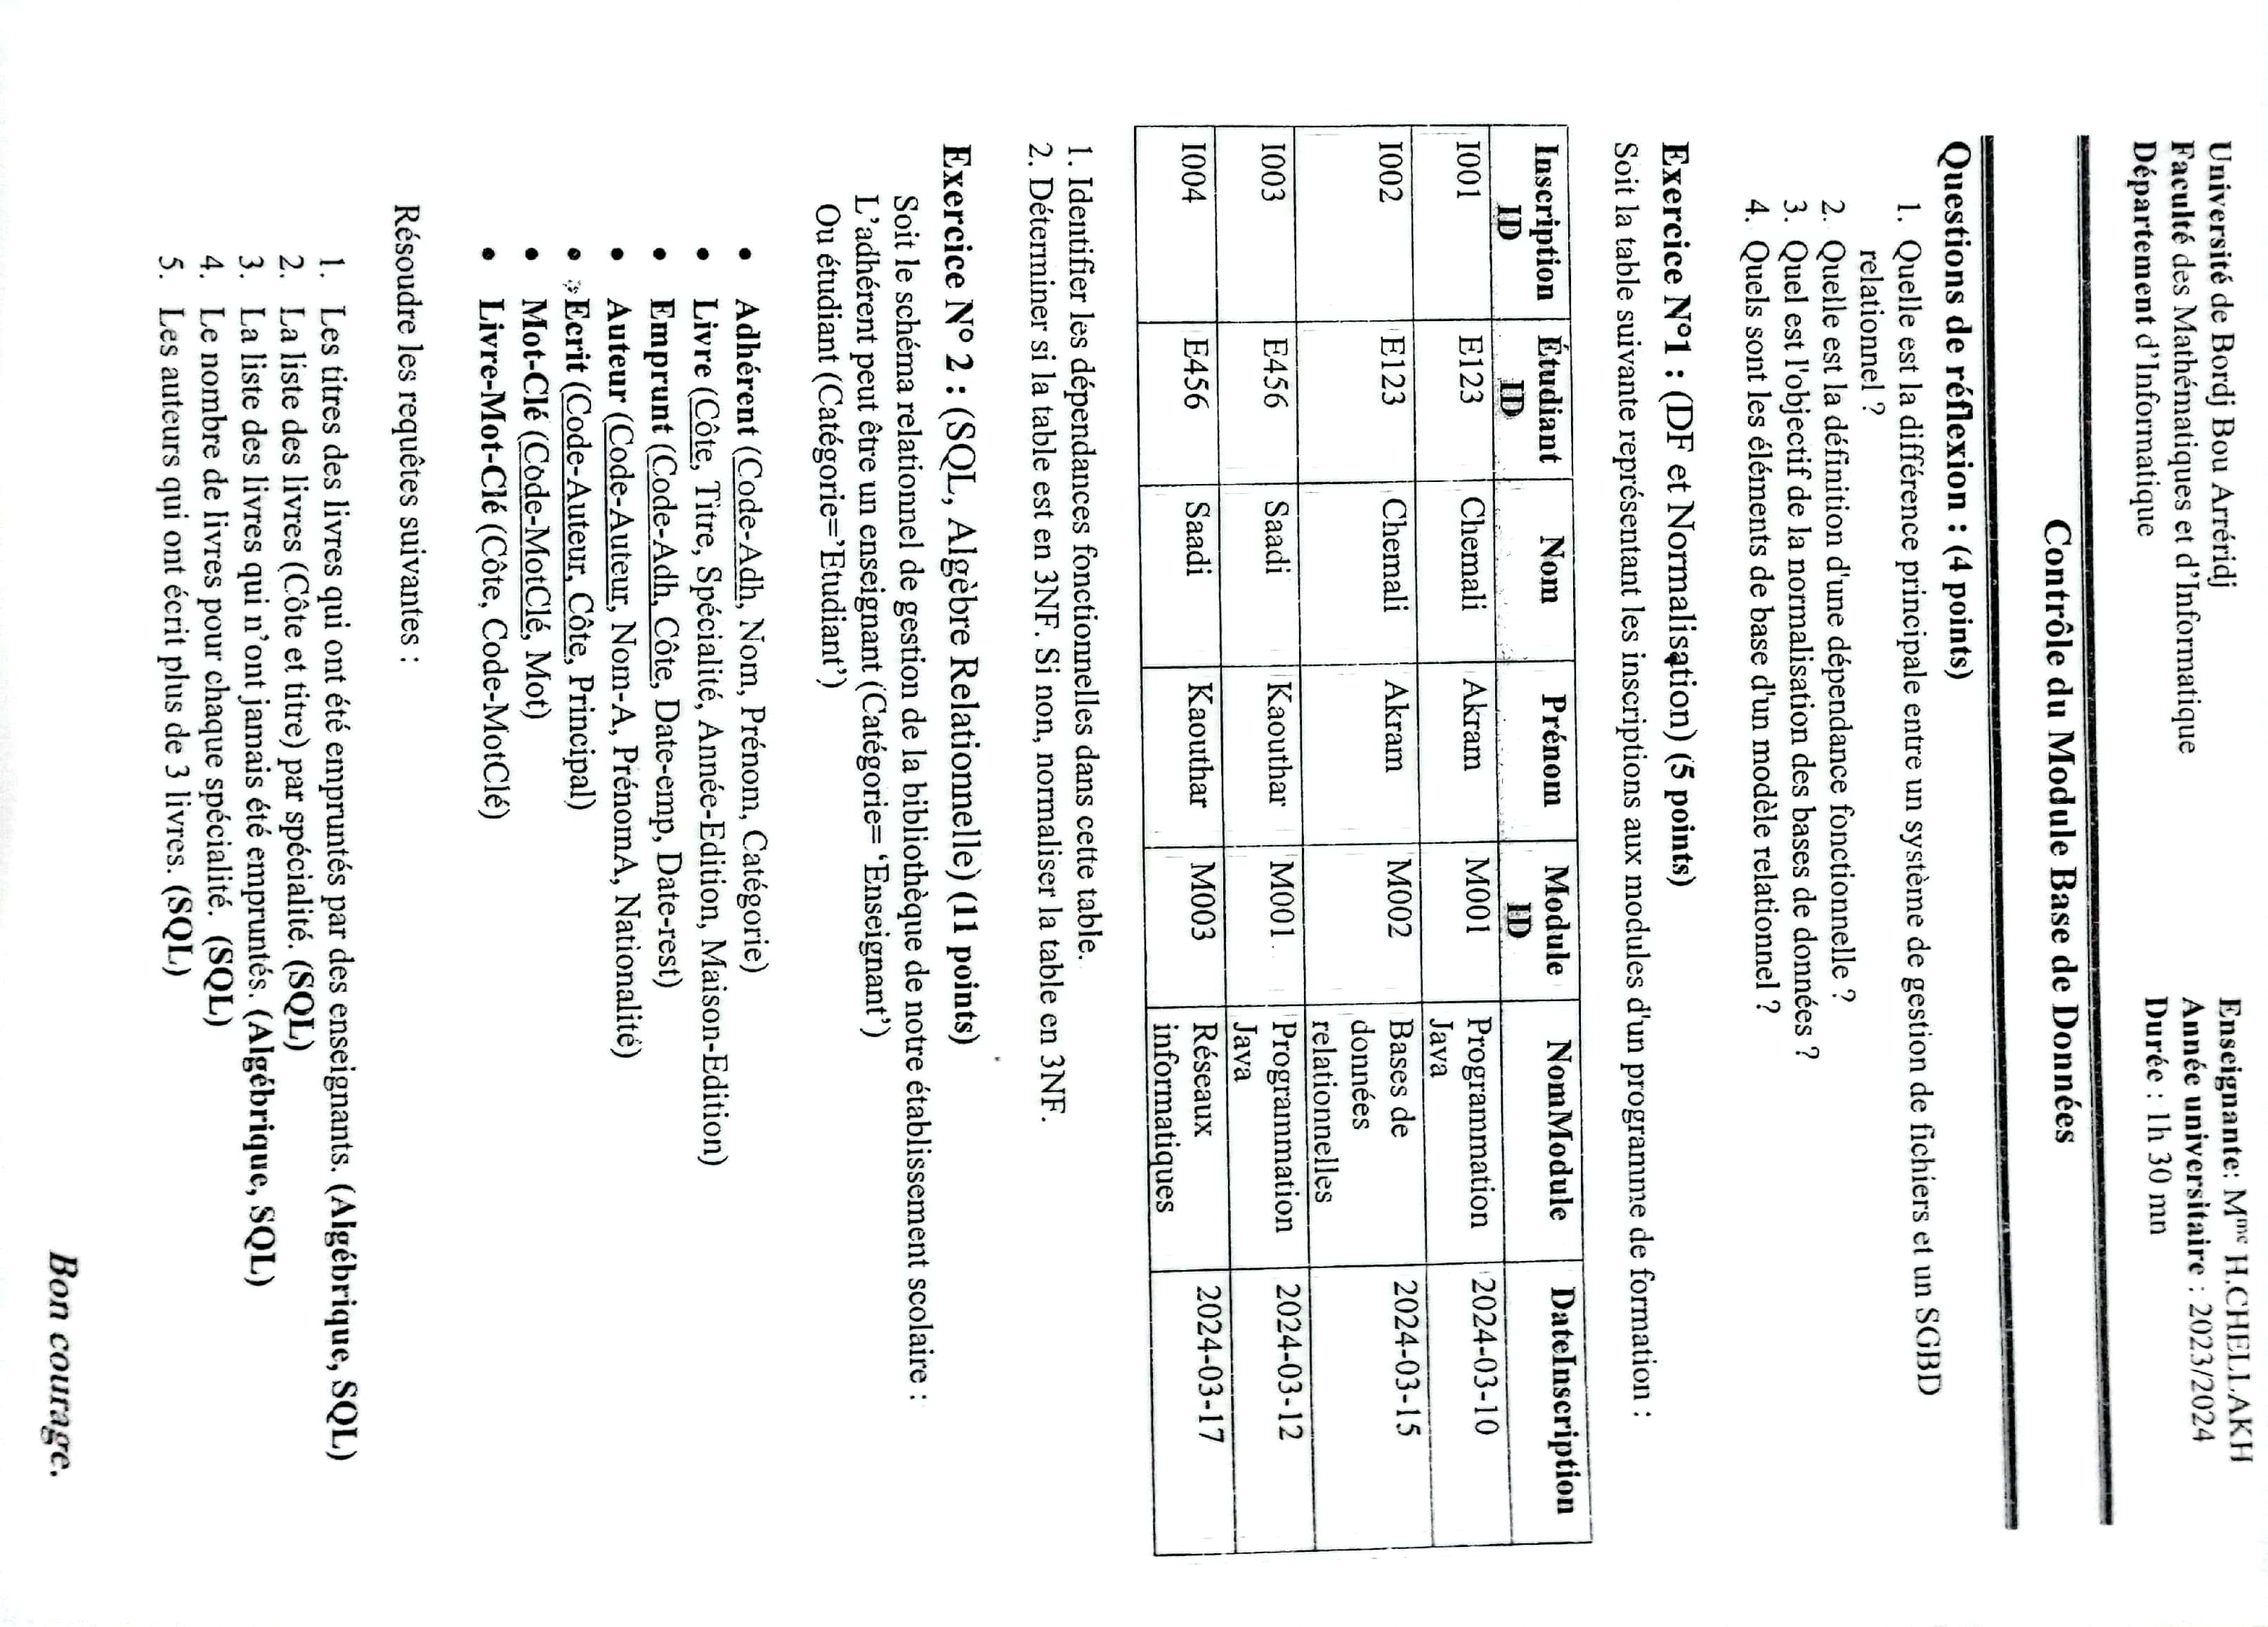 Université de Bordj Bou Arréridj
Faculté des Mathématiques et d'Informatique
Département d'Informatique
Enseignante: Mme H.CHELLAKH
Année universitaire : 2023/2024
Durée : 1h 30 mn
Contrôle du Module Base de Données
Questions de réflexion : (4 points)
1. Quelle est la différence principale entre un système de gestion de fichiers et un SGBD
relationnel ?
2. Quelle est la définition d'une dépendance fonctionnelle ?
3. Quel est l'objectif de la normalisation des bases de données ?
4. Quels sont les éléments de base d'un modèle relationnel ?
Exercice N°1 : (DF et Normalisation) (5 points)
Soit la table suivante représentant les inscriptions aux modules d'un programme de formation :
Inscription ID Étudiant ID Nom Prénom Module ID NomModule DateInscription
I001 E123 Chemali Akram M001 Programmation Java 2024-03-10
I002 E123 Chemali Akram M002 Bases de données relationnelles 2024-03-15
I003 E456 Saadi Kaouthar M001 Programmation Java 2024-03-12
I004 E456 Saadi Kaouthar M003 Réseaux informatiques 2024-03-17
1. Identifier les dépendances fonctionnelles dans cette table.
2. Déterminer si la table est en 3NF. Si non, normaliser la table en 3NF.
Exercice N° 2 : (SQL, Algèbre Relationnelle) (11 points)
Soit le schéma relationnel de gestion de la bibliothèque de notre établissement scolaire :
L'adhérent peut être un enseignant (Catégorie= 'Enseignant')
Ou étudiant (Catégorie='Etudiant')
• Adhérent (Code-Adh, Nom, Prénom, Catégorie)
• Livre (Côte, Titre, Spécialité, Année-Edition, Maison-Edition)
• Emprunt (Code-Adh, Côte, Date-emp, Date-rest)
• Auteur (Code-Auteur, Nom-A, PrénomA, Nationalité)
• Ecrit (Code-Auteur, Côte, Principal)
• Mot-Clé (Code-MotClé, Mot)
• Livre-Mot-Clé (Côte, Code-MotClé)
Résoudre les requêtes suivantes :
1. Les titres des livres qui ont été empruntés par des enseignants. (Algébrique, SQL)
2. La liste des livres (Côte et titre) par spécialité. (SQL)
3. La liste des livres qui n'ont jamais été empruntés. (Algébrique, SQL)
4. Le nombre de livres pour chaque spécialité. (SQL)
5. Les auteurs qui ont écrit plus de 3 livres. (SQL)
Bon courage.